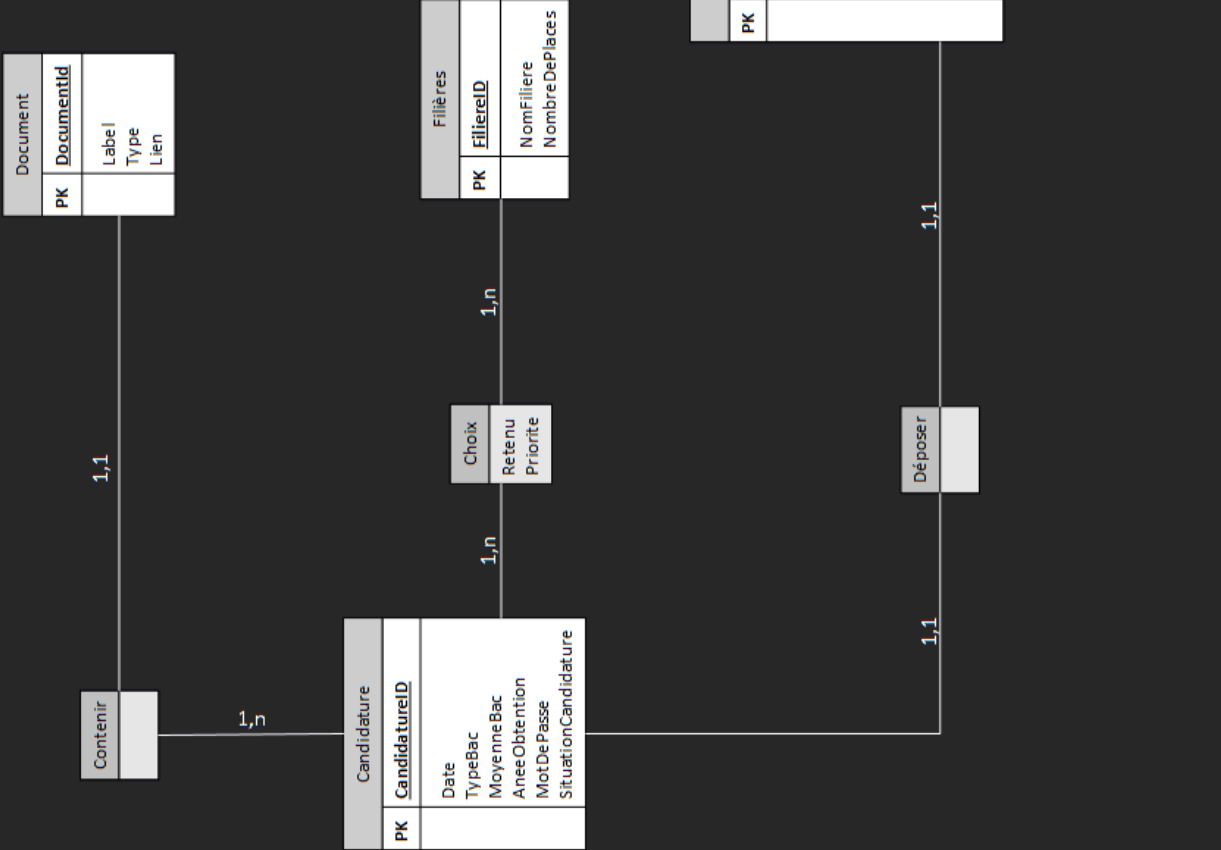 Document
PK
DocumentId
Label
Type
Lien
1,1
Contenir
1,n
Filières
PK
FiliereID
NomFiliere
NombreDePlaces
1,n
Choix
Retenu
Priorite
1,n
Candidature
PK
CandidatureID
Date
TypeBac
MoyenneBac
AneeObtention
MotDePasse
SituationCandidature
PK
1,1
Déposer
1,1